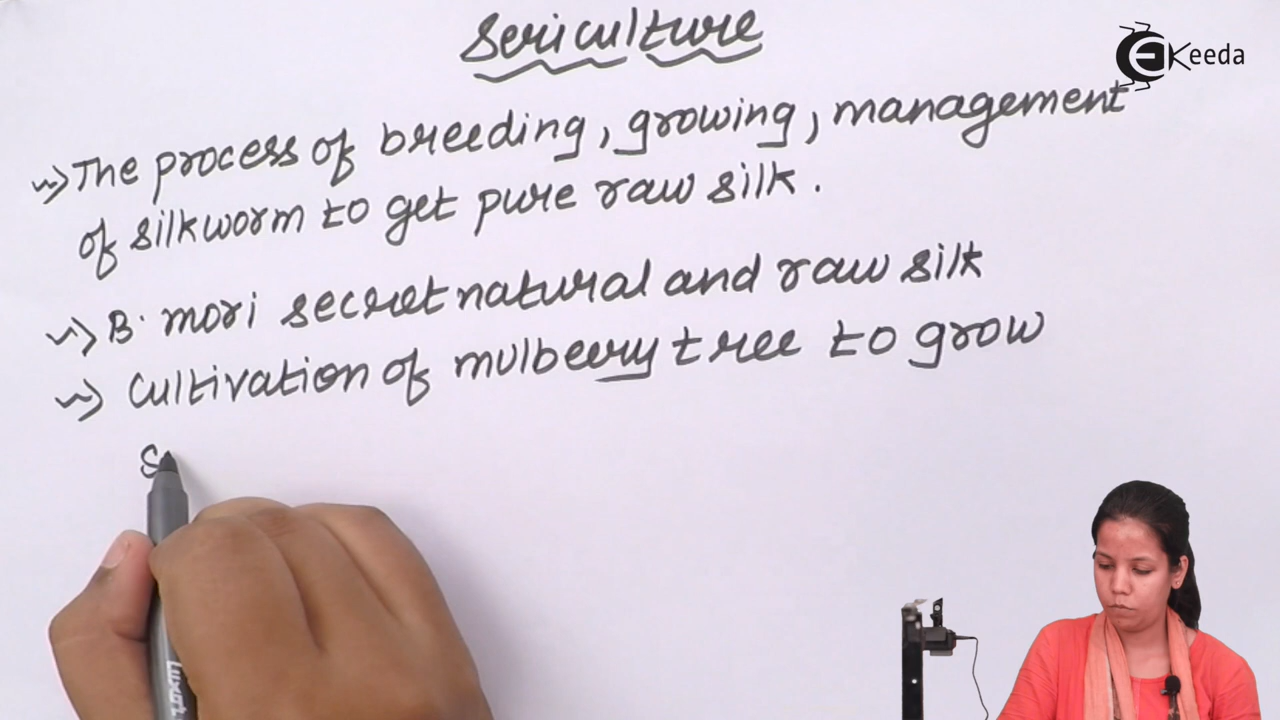 Sericulture
EKeeda
~> The process of breeding, growing, management
of silkworm to get pure raw silk.
~> B. mori secret natural and raw silk
~> Cultivation of mulberry tree to grow
S
Luxor